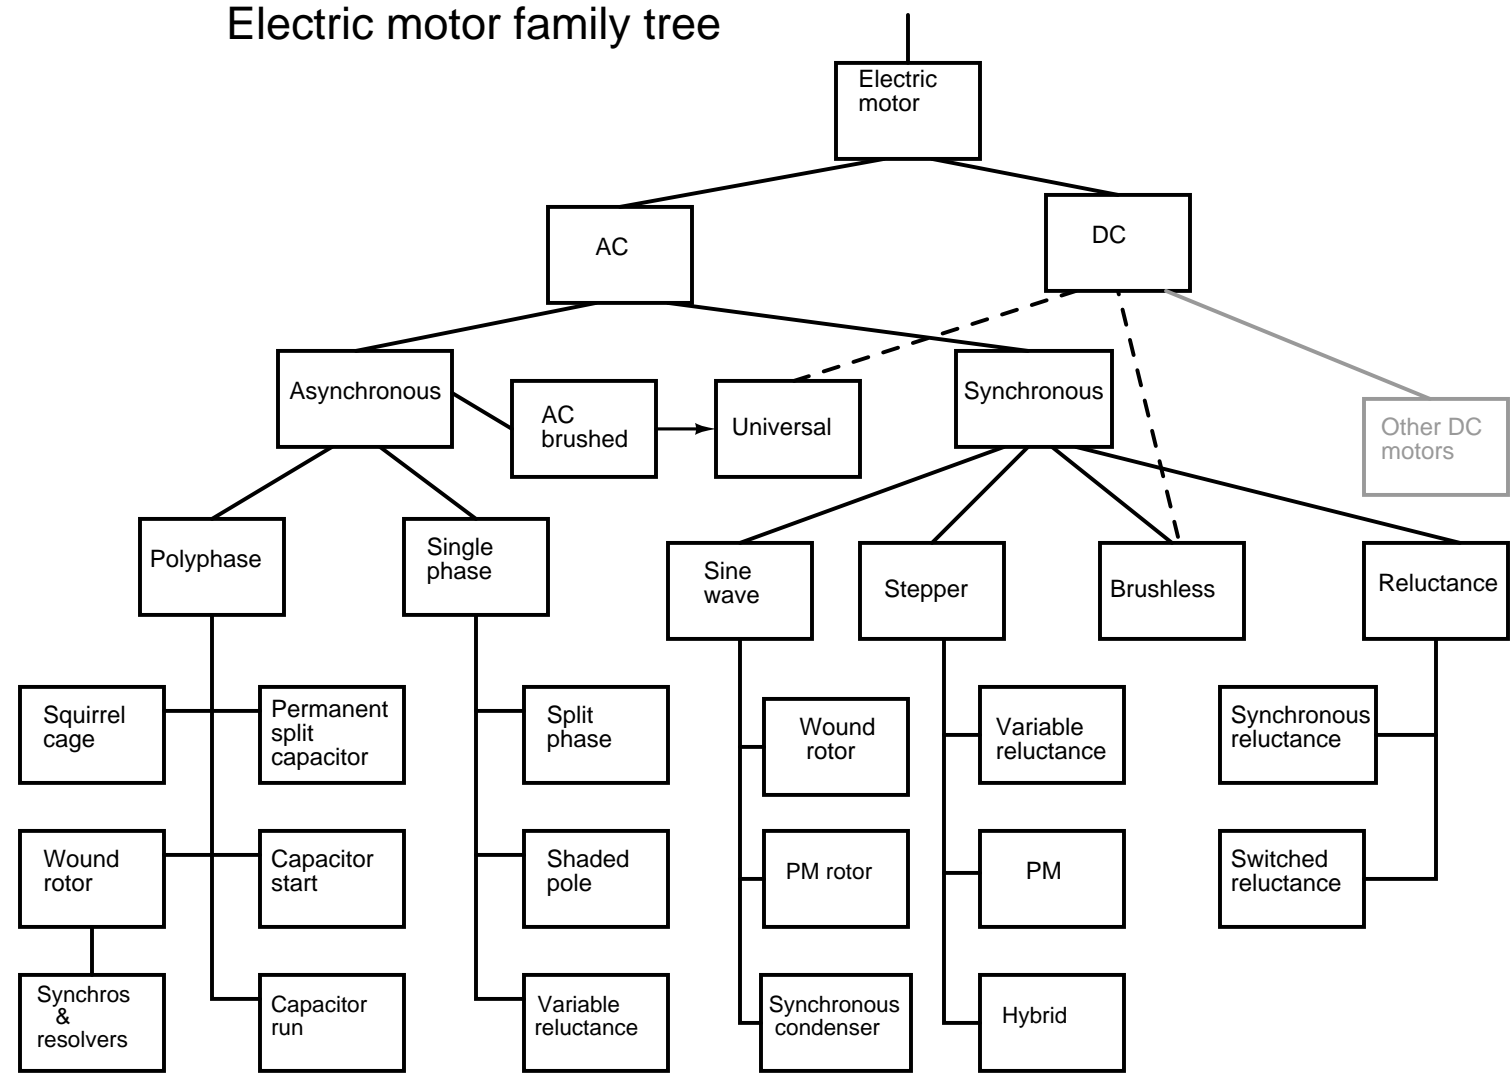 Electric motor family tree
Electric
motor
AC
DC
Asynchronous
AC
brushed
Universal
Synchronous
Other DC
motors
Polyphase
Single
phase
Sine
wave
Stepper
Brushless
Reluctance
Squirrel
cage
Permanent
split
capacitor
Split
phase
Wound
rotor
Variable
reluctance
Synchronous
reluctance
Wound
rotor
Capacitor
start
Shaded
pole
PM rotor
PM
Switched
reluctance
Synchros
&
resolvers
Capacitor
run
Variable
reluctance
Synchronous
condenser
Hybrid